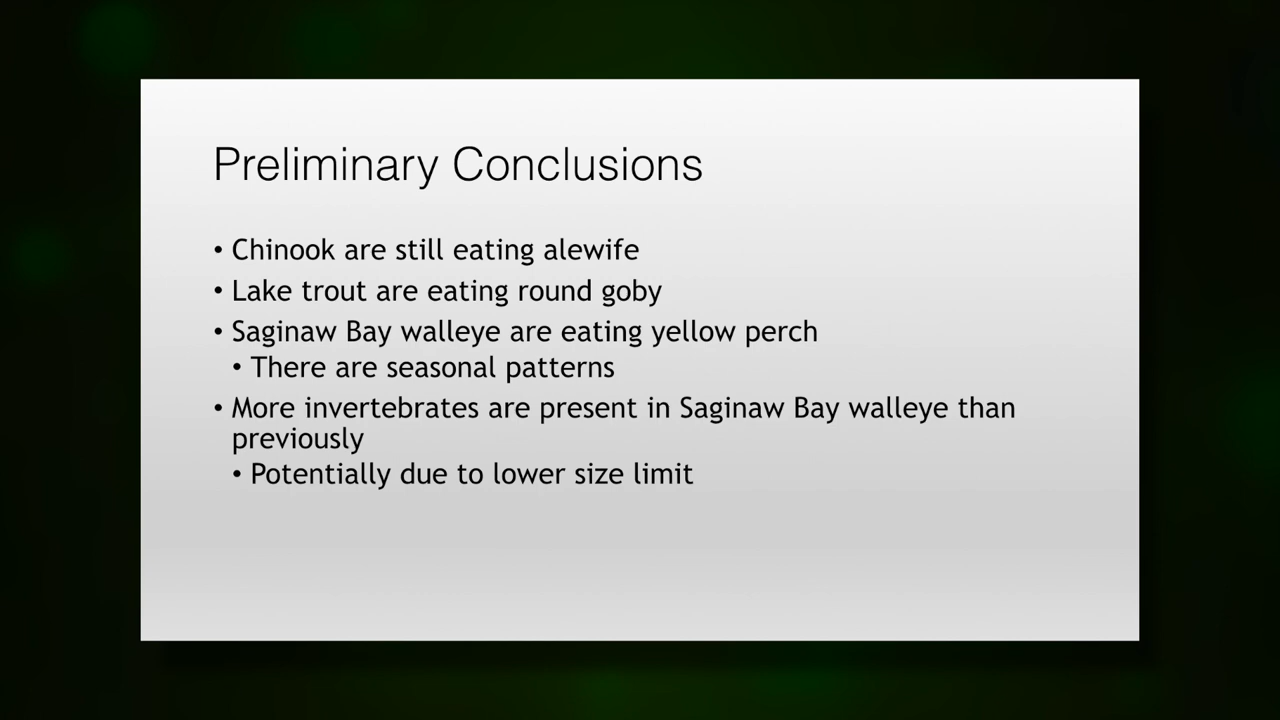 Preliminary Conclusions
• Chinook are still eating alewife
• Lake trout are eating round goby
• Saginaw Bay walleye are eating yellow perch
• There are seasonal patterns
• More invertebrates are present in Saginaw Bay walleye than
previously
• Potentially due to lower size limit